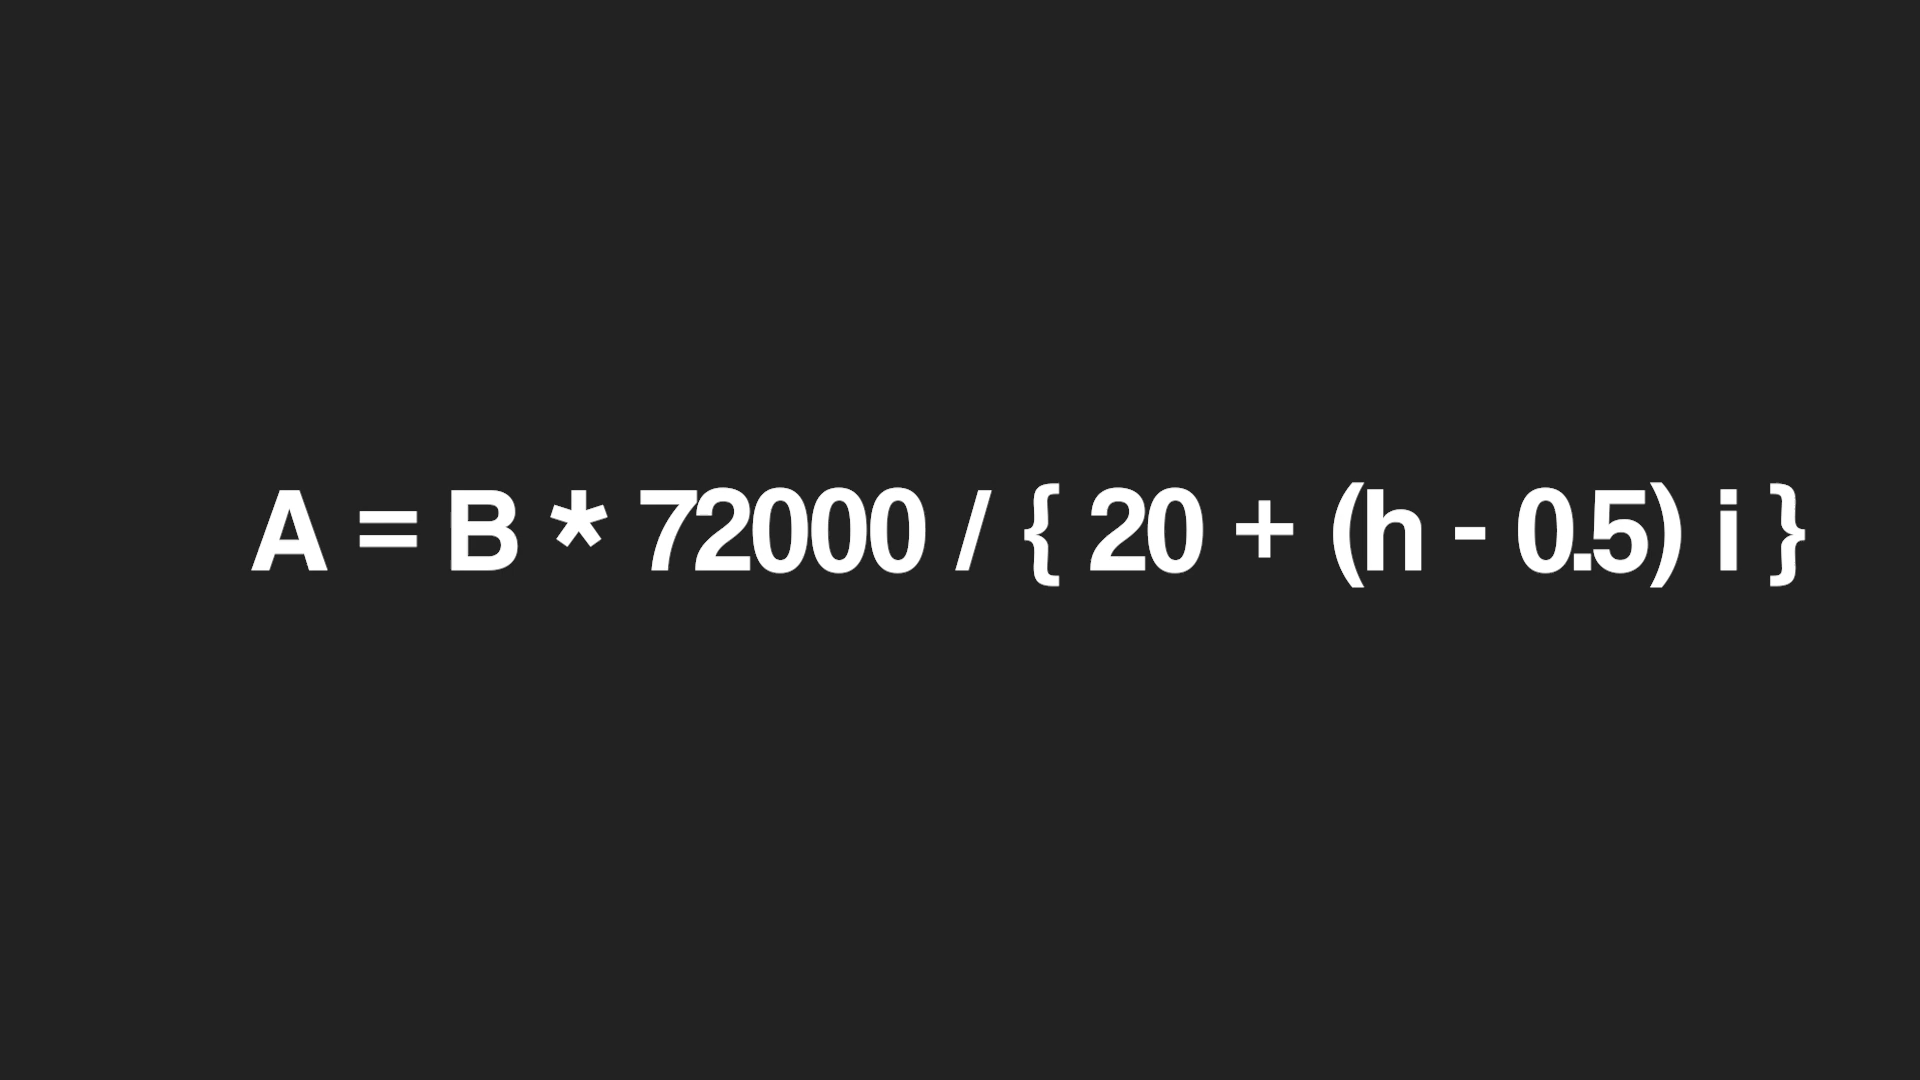 A = B * 72000 / { 20 + (h - 0.5) i }